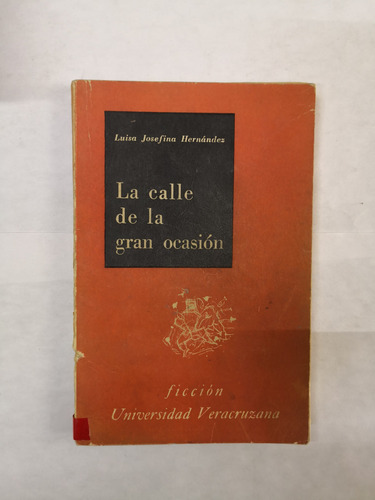 Luisa Josefina Hernández
La calle
de la
gran ocasión
ficción
Universidad Veracruzana